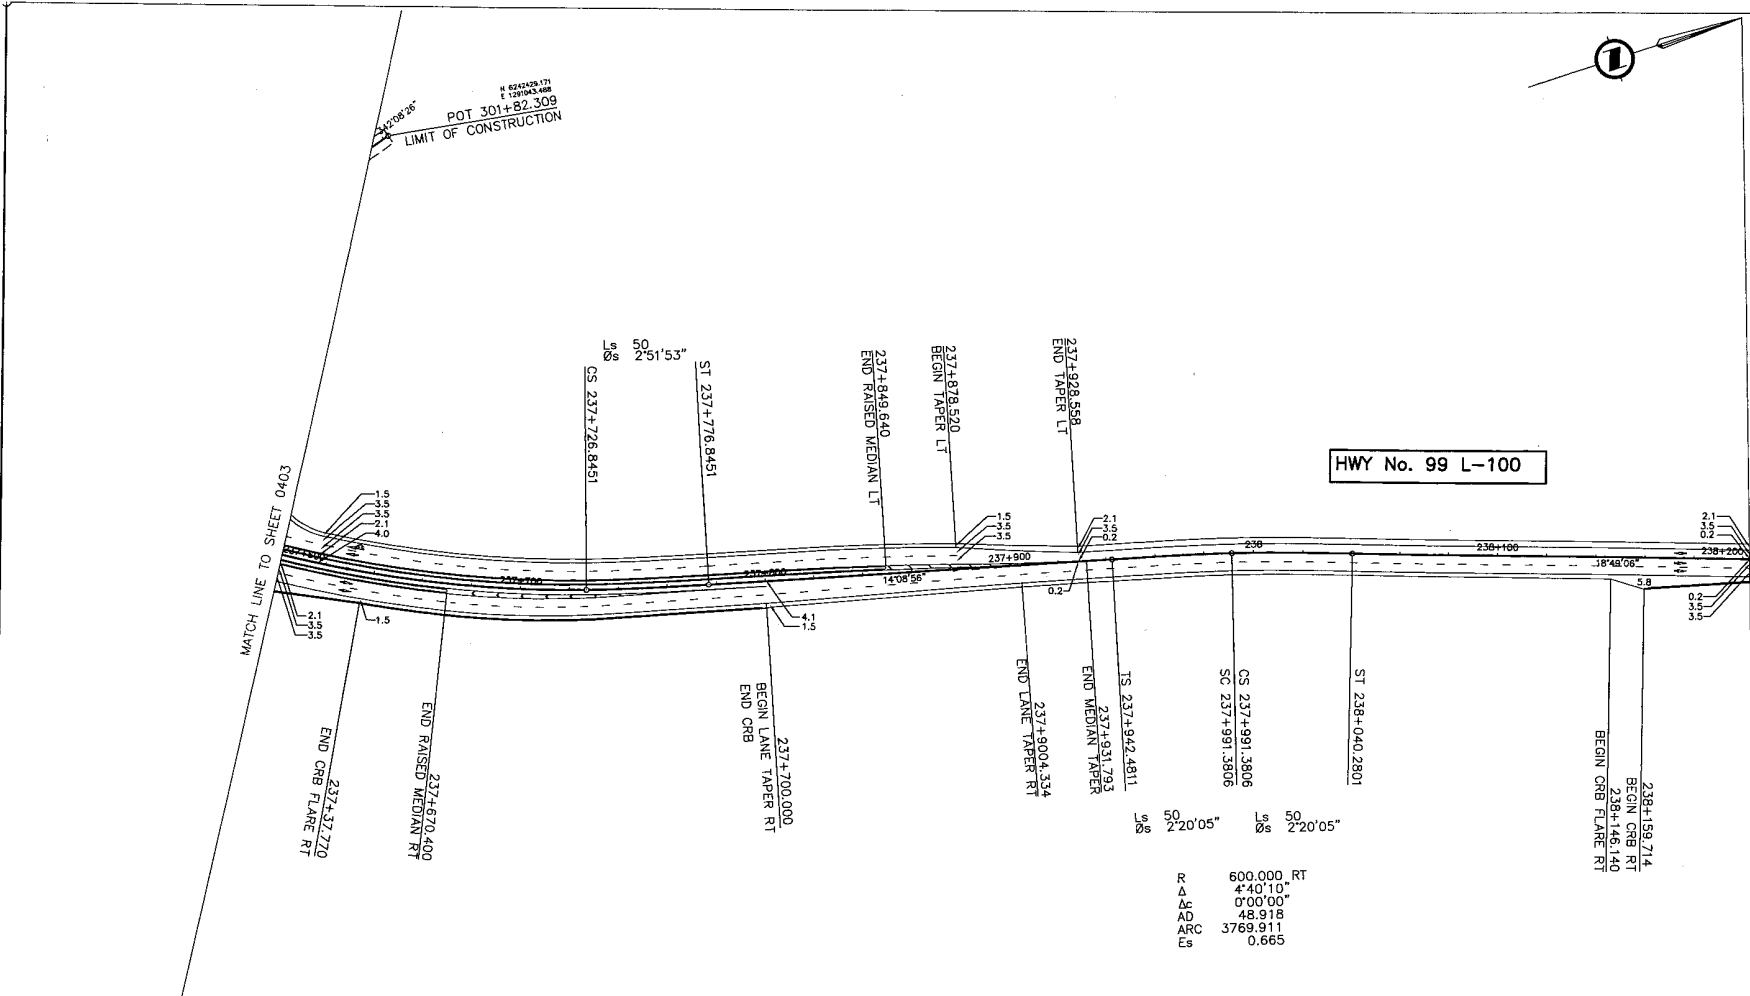 N 6242429.171
E 1291043.488
POT 301+82.309
LIMIT OF CONSTRUCTION
Ls 50
Øs 2°51'53"
CS 237+726.8451
ST 237+776.8451
237+849.640
END RAISED MEDIAN LT
237+878.520
BEGIN TAPER LT
237+928.558
END TAPER LT
HWY No. 99 L-100
MATCH LINE TO SHEET 0403
1.5
3.5
3.5
2.1
4.0
237+700
14°08'56"
1.5
3.5
3.5
237+900
2.1
3.5
0.2
0.2
238
238+100
18°49'06"
2.1
3.5
0.2
238+200
5.8
0.2
3.5
3.5
2.1
3.5
3.5
1.5
4.1
1.5
237+37.770
END CRB FLARE RT
237+670.400
END RAISED MEDIAN RT
237+700.000
BEGIN LANE TAPER RT
END CRB
237+9004.334
END LANE TAPER RT
237+931.793
END MEDIAN TAPER
TS 237+942.4811
CS 237+991.3806
SC 237+991.3806
ST 238+040.2801
238+146.140
BEGIN CRB FLARE RT
238+159.714
BEGIN CRB RT
Ls 50
Øs 2°20'05"
Ls 50
Øs 2°20'05"
R 600.000 RT
Δ 4°40'10"
Δc 0°00'00"
AD 48.918
ARC 3769.911
Es 0.665